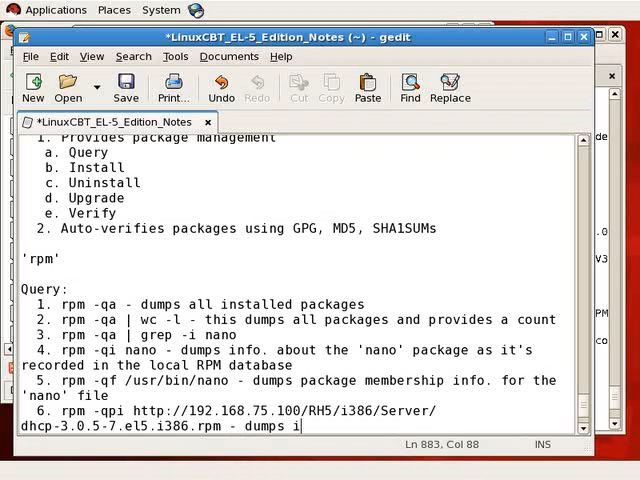 Applications Places System
*LinuxCBT_EL-5_Edition_Notes (~) - gedit
File Edit View Search Tools Documents Help
New Open Save Print... Undo Redo Cut Copy Paste Find Replace
*LinuxCBT_EL-5_Edition_Notes
1. Provides package management
a. Query
b. Install
c. Uninstall
d. Upgrade
e. Verify
2. Auto-verifies packages using GPG, MD5, SHA1SUMs
'rpm'
Query:
1. rpm -qa - dumps all installed packages
2. rpm -qa | wc -l - this dumps all packages and provides a count
3. rpm -qa | grep -i nano
4. rpm -qi nano - dumps info. about the 'nano' package as it's
recorded in the local RPM database
5. rpm -qf /usr/bin/nano - dumps package membership info. for the
'nano' file
6. rpm -qpi http://192.168.75.100/RH5/i386/Server/
dhcp-3.0.5-7.el5.i386.rpm - dumps i
Ln 883, Col 88 INS